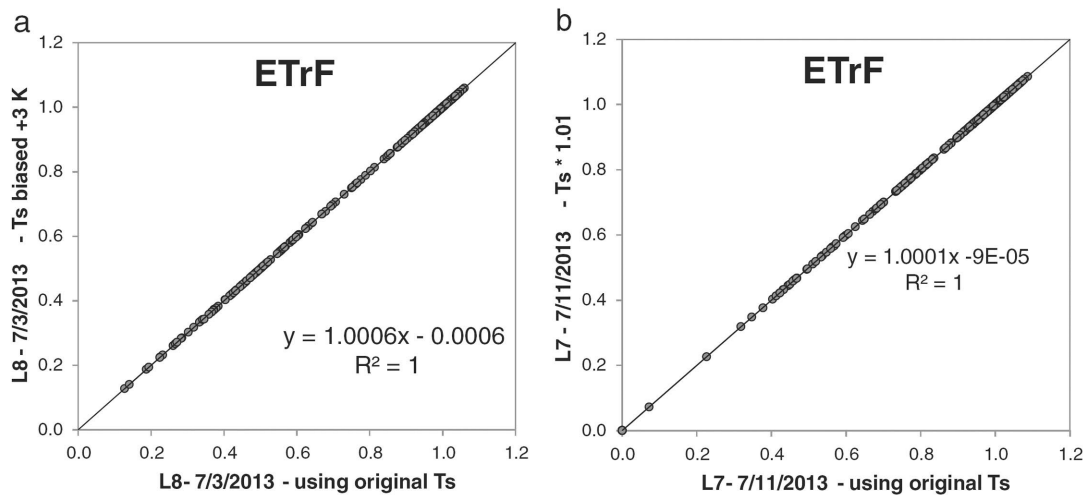 a
ETrF
L8- 7/3/2013 - Ts biased +3 K
1.2
1.0
0.8
0.6
0.4
0.2
0.0
y = 1.0006x - 0.0006
R² = 1
0.0 0.2 0.4 0.6 0.8 1.0 1.2
L8- 7/3/2013 - using original Ts
b
ETrF
L7 - 7/11/2013 - Ts * 1.01
1.2
1.0
0.8
0.6
0.4
0.2
0.0
y = 1.0001x -9E-05
R² = 1
0.0 0.2 0.4 0.6 0.8 1.0 1.2
L7- 7/11/2013 - using original Ts